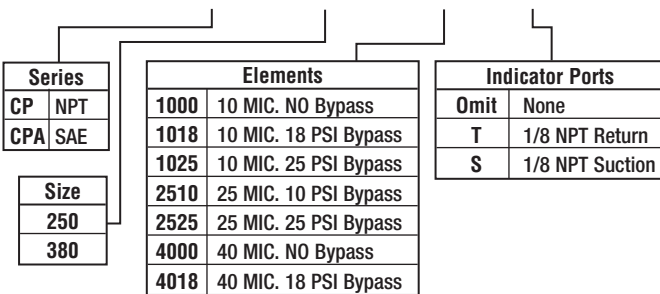 Series
CP NPT
CPA SAE
Size
250
380
Elements
1000 10 MIC. NO Bypass
1018 10 MIC. 18 PSI Bypass
1025 10 MIC. 25 PSI Bypass
2510 25 MIC. 10 PSI Bypass
2525 25 MIC. 25 PSI Bypass
4000 40 MIC. NO Bypass
4018 40 MIC. 18 PSI Bypass
Indicator Ports
Omit None
T 1/8 NPT Return
S 1/8 NPT Suction